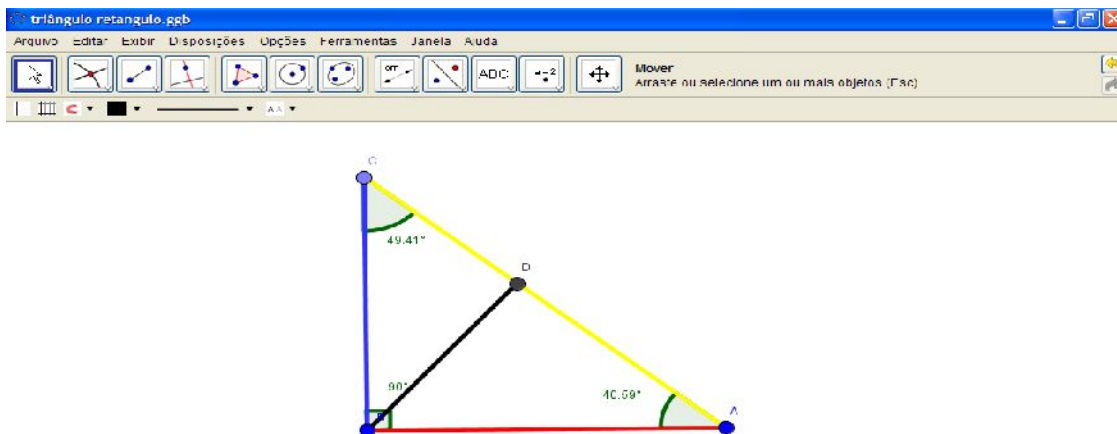 triângulo retangulo.ggb
Arquivo Editar Exibir Disposições Opções Ferramentas Janela Ajuda
ABC a=2 Mover
Arraste ou selecione um ou mais objetos (Esc)
C
49.41°
D
90°
40.59°
A